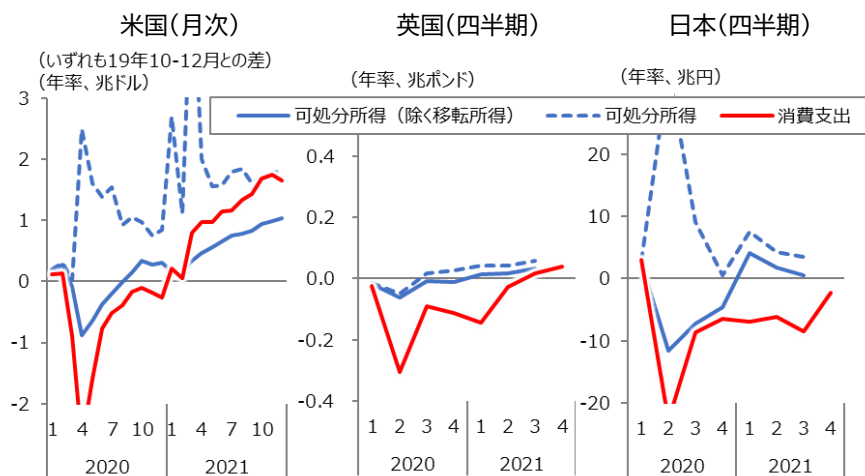 米国(月次)
英国(四半期)
日本(四半期)
(いずれも19年10-12月との差)
(年率、兆ドル)
(年率、兆ポンド)
(年率、兆円)
可処分所得(除く移転所得)
可処分所得
消費支出
3
2
1
0
-1
-2
1 4 7 10 1 4 7 10
2020 2021
0.4
0.2
0.0
-0.2
-0.4
1 2 3 4 1 2 3 4
2020 2021
20
10
0
-10
-20
1 2 3 4 1 2 3 4
2020 2021